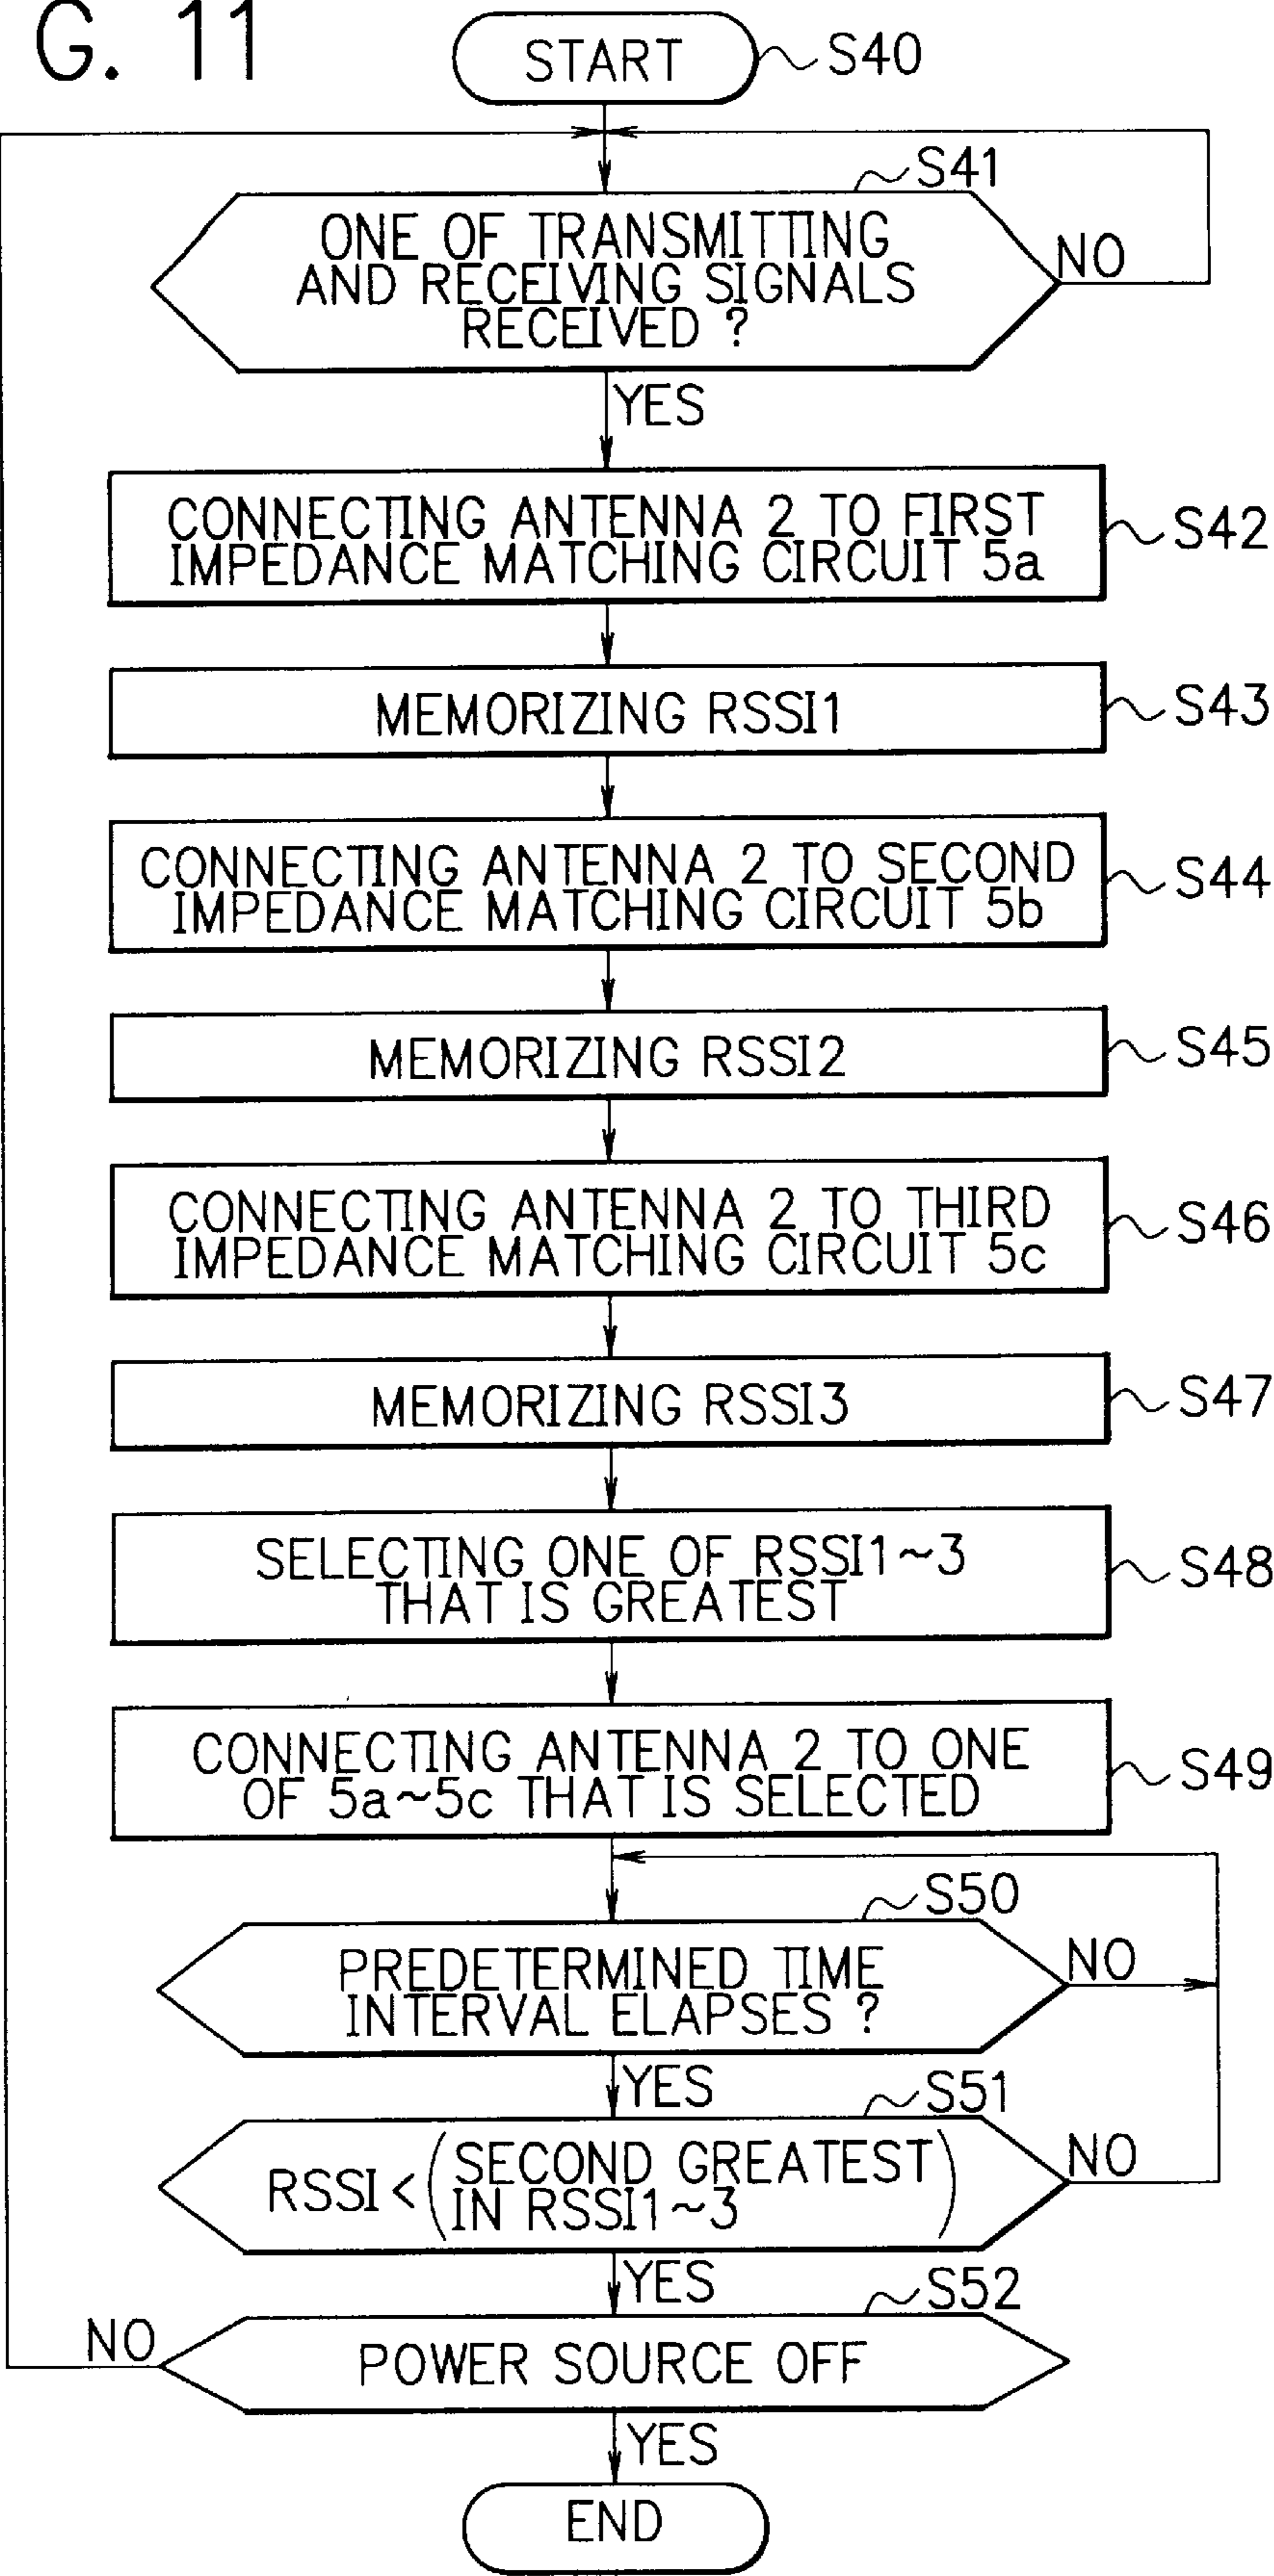 G. 11
START
S40
S41
ONE OF TRANSMITTING
AND RECEIVING SIGNALS
RECEIVED ?
NO
YES
CONNECTING ANTENNA 2 TO FIRST
IMPEDANCE MATCHING CIRCUIT 5a
S42
MEMORIZING RSSI1
S43
CONNECTING ANTENNA 2 TO SECOND
IMPEDANCE MATCHING CIRCUIT 5b
S44
MEMORIZING RSSI2
S45
CONNECTING ANTENNA 2 TO THIRD
IMPEDANCE MATCHING CIRCUIT 5c
S46
MEMORIZING RSSI3
S47
SELECTING ONE OF RSSI1~3
THAT IS GREATEST
S48
CONNECTING ANTENNA 2 TO ONE
OF 5a~5c THAT IS SELECTED
S49
S50
PREDETERMINED TIME
INTERVAL ELAPSES ?
NO
YES
S51
RSSI < (SECOND GREATEST
IN RSSI1~3)
NO
YES
S52
POWER SOURCE OFF
NO
YES
END